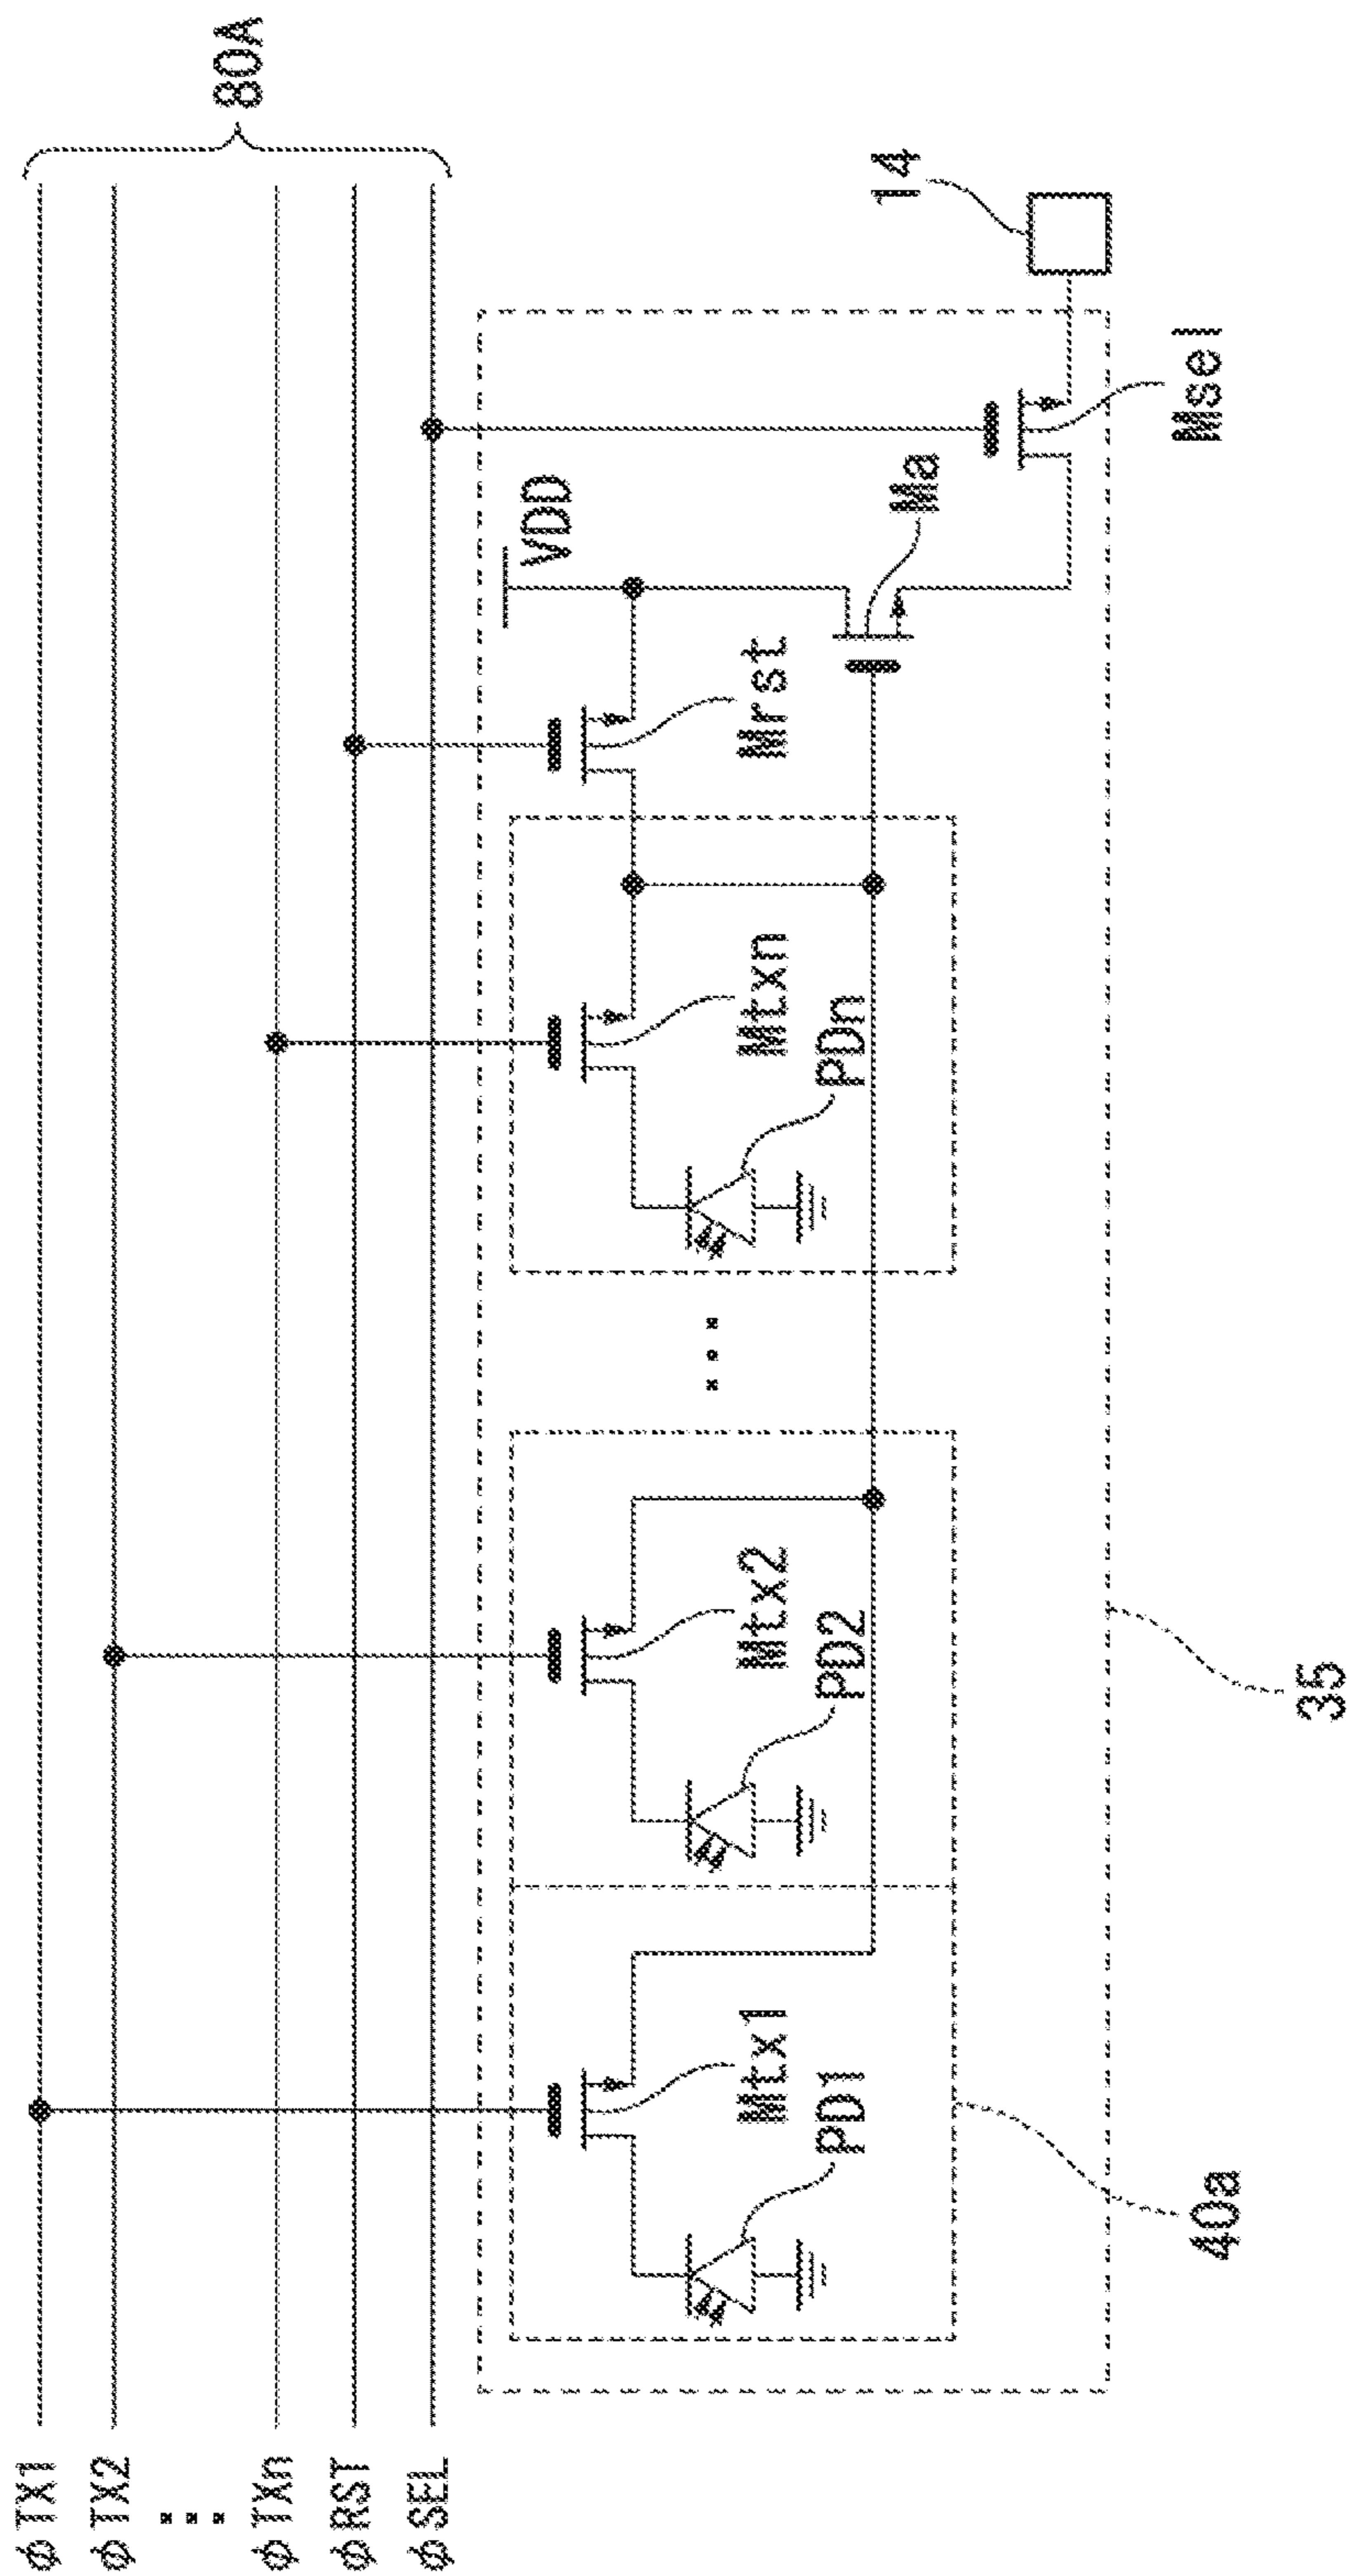 80A
φTX1
φTX2
...
φTXn
φRST
φSEL
VDD
14
Mrst
Ma
Msel
Mtx1
PD1
Mtx2
PD2
...
Mtxn
PDn
40a
35